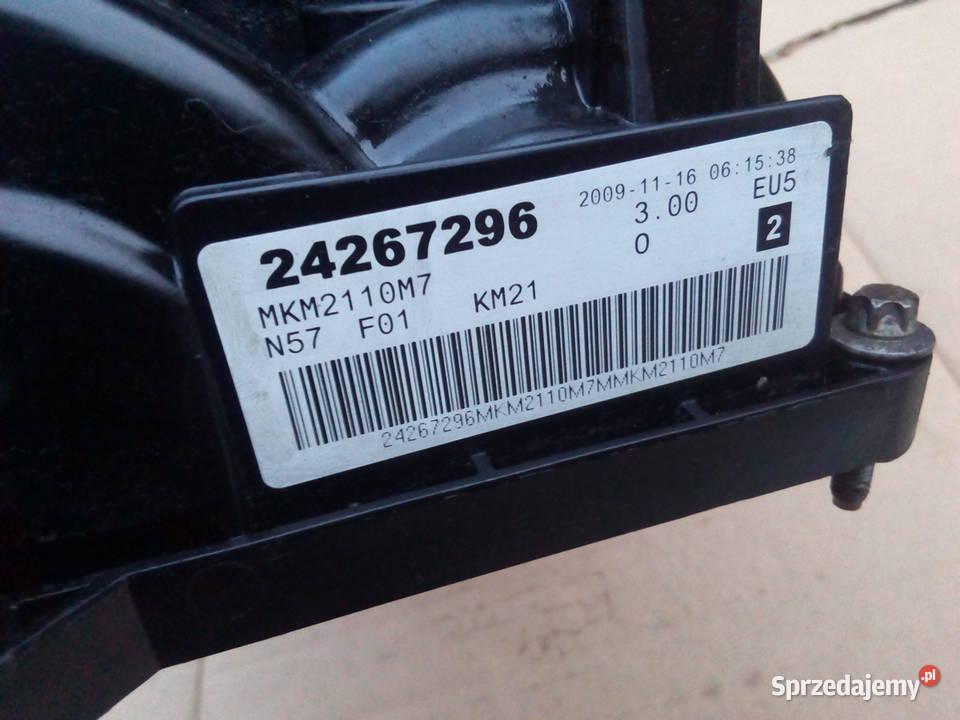 24267296 2009-11-16 06:15:38
3.00 EU5
MKM2110M7 0 2
N57 F01 KM21
24267296MKM2110M7MMKM2110M7
Sprzedajemy.pl